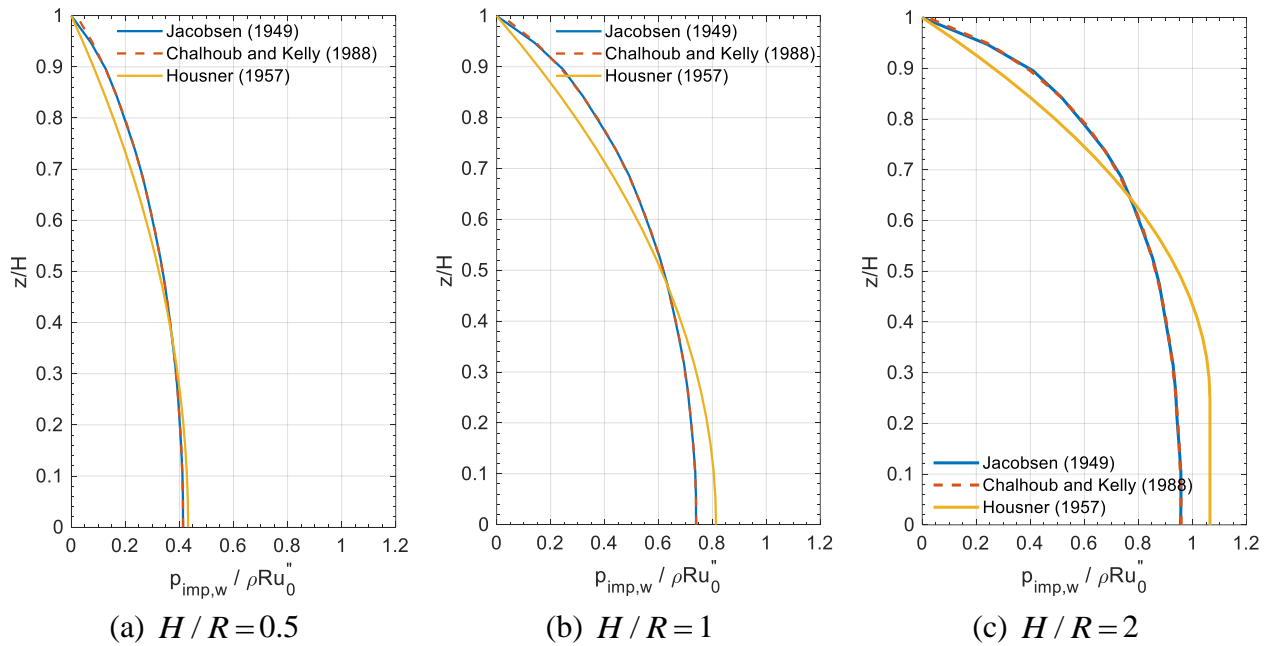 Jacobsen (1949)
Chalhoub and Kelly (1988)
Housner (1957)
z/H
1
0.9
0.8
0.7
0.6
0.5
0.4
0.3
0.2
0.1
0
0 0.2 0.4 0.6 0.8 1 1.2
p_imp,w / ρRu''_0
(a) H / R = 0.5
Jacobsen (1949)
Chalhoub and Kelly (1988)
Housner (1957)
z/H
1
0.9
0.8
0.7
0.6
0.5
0.4
0.3
0.2
0.1
0
0 0.2 0.4 0.6 0.8 1 1.2
p_imp,w / ρRu''_0
(b) H / R = 1
z/H
1
0.9
0.8
0.7
0.6
0.5
0.4
0.3
0.2
0.1
0
Jacobsen (1949)
Chalhoub and Kelly (1988)
Housner (1957)
0 0.2 0.4 0.6 0.8 1 1.2
p_imp,w / ρRu''_0
(c) H / R = 2